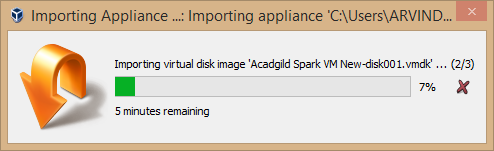 Importing Appliance ...: Importing appliance 'C:\Users\ARVIND...
Importing virtual disk image 'Acadgild Spark VM New-disk001.vmdk' ... (2/3)
7%
5 minutes remaining